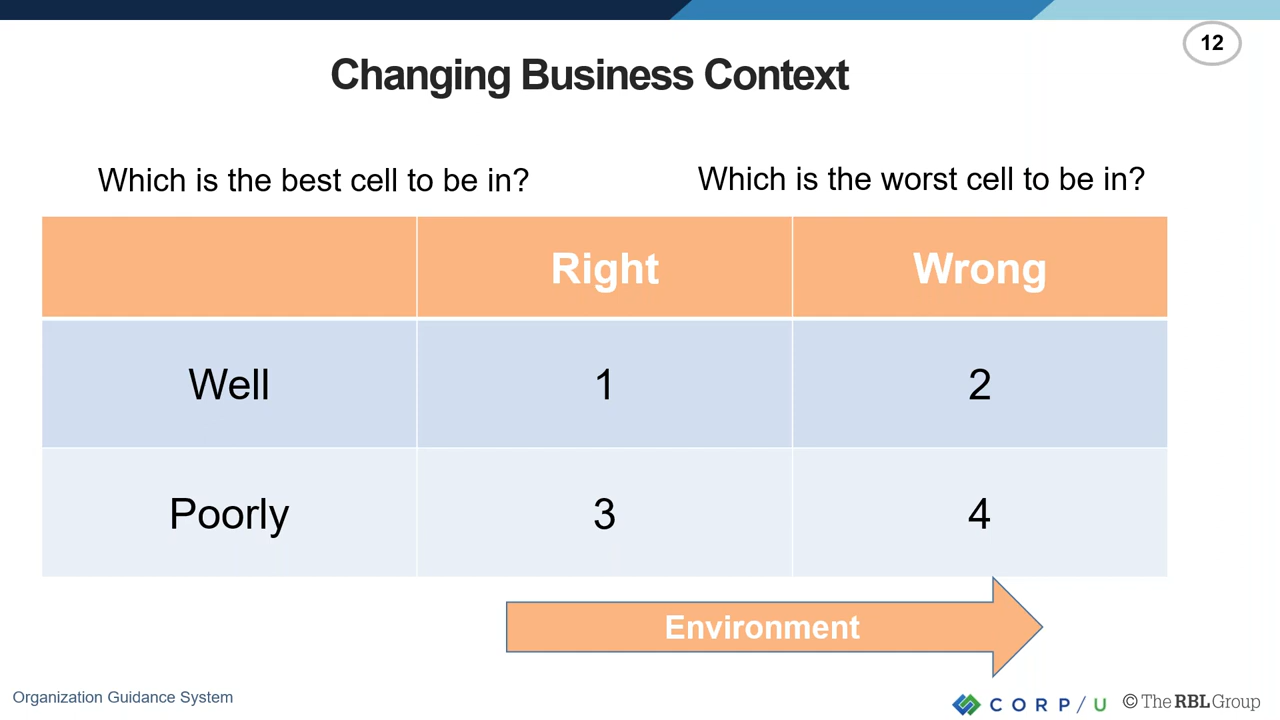 12
Changing Business Context
Which is the best cell to be in?
Which is the worst cell to be in?
Right Wrong
Well 1 2
Poorly 3 4
Environment
Organization Guidance System
CORP/U
© The RBL Group